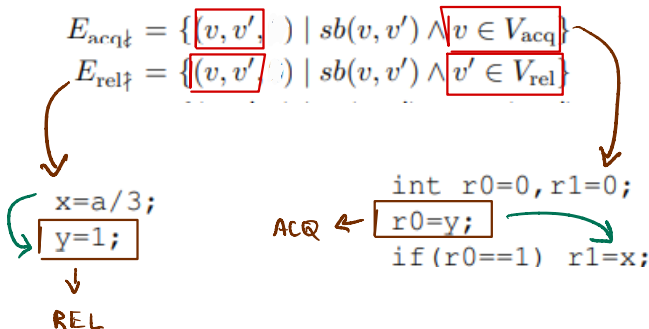 E_acq↯ = {(v, v′, ) | sb(v, v′) ∧ v ∈ V_acq}
E_rel↯ = {(v, v′, ) | sb(v, v′) ∧ v′ ∈ V_rel}
x=a/3;
y=1;
REL
int r0=0,r1=0;
ACQ r0=y;
if(r0==1) r1=x;